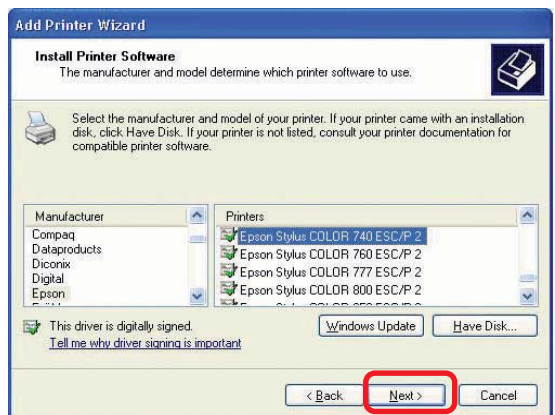 Add Printer Wizard
Install Printer Software
The manufacturer and model determine which printer software to use.
Select the manufacturer and model of your printer. If your printer came with an installation
disk, click Have Disk. If your printer is not listed, consult your printer documentation for
compatible printer software.
Manufacturer
Compaq
Dataproducts
Diconix
Digital
Epson
Printers
Epson Stylus COLOR 740 ESC/P 2
Epson Stylus COLOR 760 ESC/P 2
Epson Stylus COLOR 777 ESC/P 2
Epson Stylus COLOR 800 ESC/P 2
This driver is digitally signed.
Tell me why driver signing is important
Windows Update
Have Disk...
< Back
Next >
Cancel